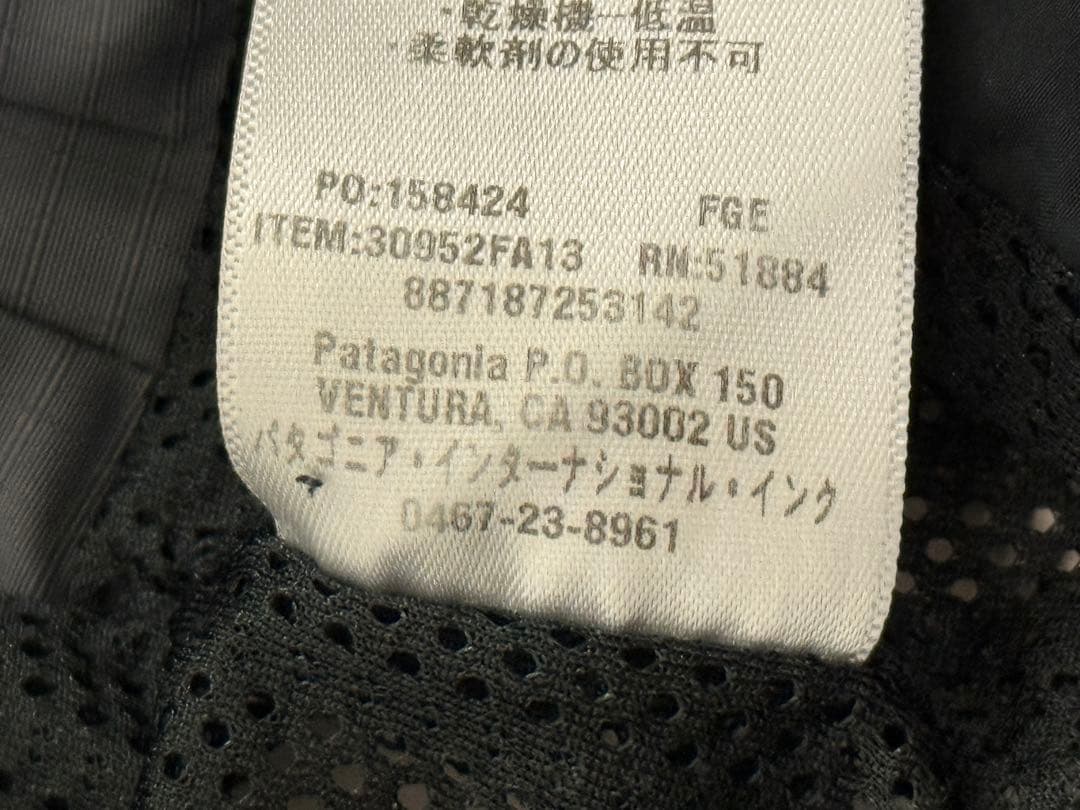 ・乾燥機ー低温
・柔軟剤の使用不可
PO:158424 FGE
ITEM:30952FA13 RN:51884
887187253142
Patagonia P.O. BOX 150
VENTURA, CA 93002 US
パタゴニア・インターナショナル・インク
0467-23-8961